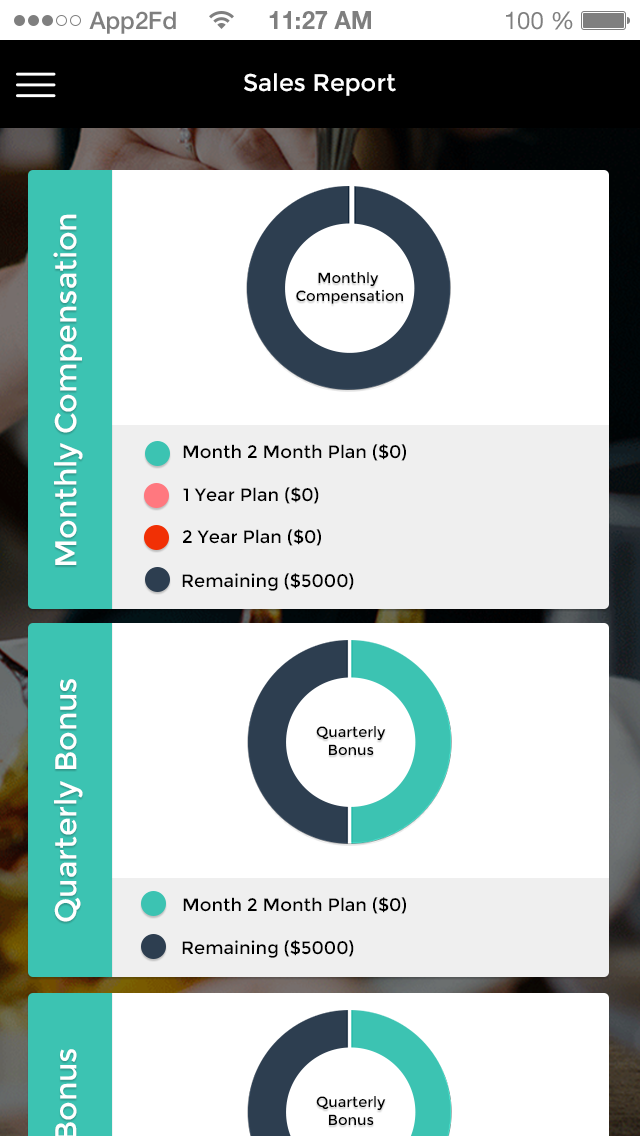 App2Fd 11:27 AM 100 %
Sales Report
Monthly Compensation
Monthly
Compensation
Month 2 Month Plan ($0)
1 Year Plan ($0)
2 Year Plan ($0)
Remaining ($5000)
Quarterly Bonus
Quarterly
Bonus
Month 2 Month Plan ($0)
Remaining ($5000)
Bonus
Quarterly
Bonus